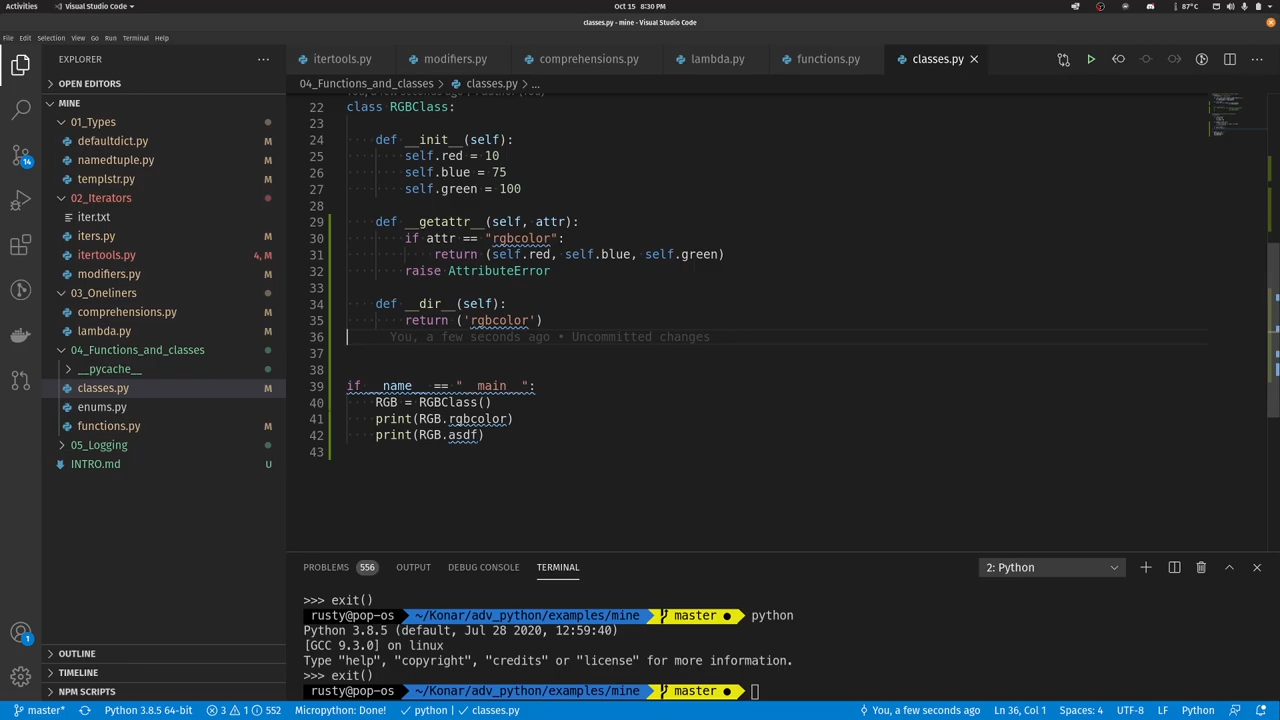 Activities
Visual Studio Code
Oct 15 8:30 PM
87°C
classes.py - mine - Visual Studio Code
File Edit Selection View Go Run Terminal Help
EXPLORER
OPEN EDITORS
MINE
01_Types
defaultdict.py M
namedtuple.py M
templstr.py M
02_Iterators
iter.txt
iters.py M
itertools.py 4, M
modifiers.py M
03_Oneliners
comprehensions.py M
lambda.py M
04_Functions_and_classes
__pycache__
classes.py M
enums.py
functions.py M
05_Logging
INTRO.md U
OUTLINE
TIMELINE
NPM SCRIPTS
14
1
itertools.py modifiers.py comprehensions.py lambda.py functions.py classes.py
04_Functions_and_classes > classes.py > ...
22 class RGBClass:
23
24 def __init__(self):
25 self.red = 10
26 self.blue = 75
27 self.green = 100
28
29 def __getattr__(self, attr):
30 if attr == "rgbcolor":
31 return (self.red, self.blue, self.green)
32 raise AttributeError
33
34 def __dir__(self):
35 return ('rgbcolor')
36 You, a few seconds ago • Uncommitted changes
37
38
39 if __name__ == "__main__":
40 RGB = RGBClass()
41 print(RGB.rgbcolor)
42 print(RGB.asdf)
43
PROBLEMS 556 OUTPUT DEBUG CONSOLE TERMINAL 2: Python
>>> exit()
rusty@pop-os ~/Konar/adv_python/examples/mine master ● python
Python 3.8.5 (default, Jul 28 2020, 12:59:40)
[GCC 9.3.0] on linux
Type "help", "copyright", "credits" or "license" for more information.
>>> exit()
rusty@pop-os ~/Konar/adv_python/examples/mine master ●
master* Python 3.8.5 64-bit 3 1 552 Micropython: Done! python classes.py You, a few seconds ago Ln 36, Col 1 Spaces: 4 UTF-8 LF Python